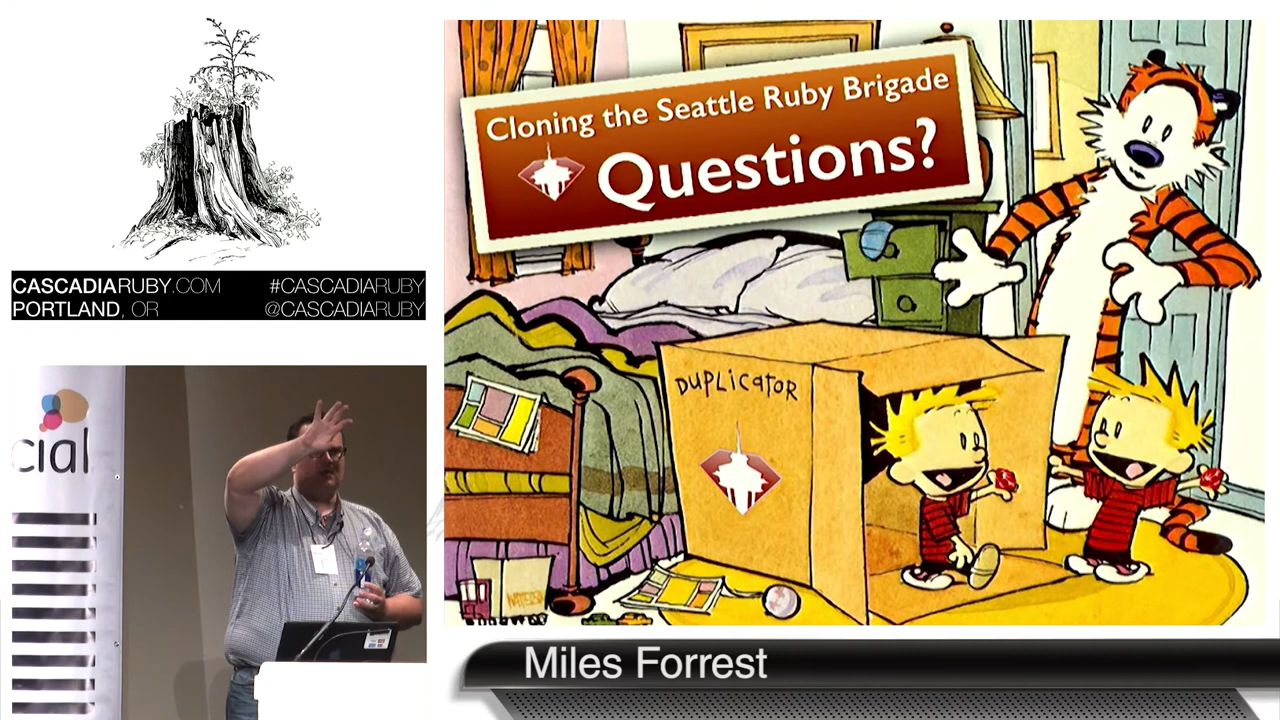 CASCADIARUBY.COM #CASCADIARUBY
PORTLAND, OR @CASCADIARUBY
cial
Cloning the Seattle Ruby Brigade
Questions?
DUPLICATOR
Miles Forrest